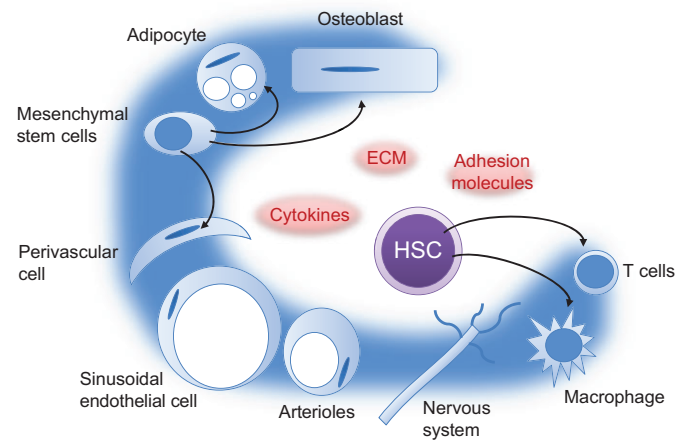 Osteoblast
Adipocyte
Mesenchymal
stem cells
ECM
Adhesion
molecules
Cytokines
HSC
Perivascular
cell
T cells
Sinusoidal
endothelial cell
Arterioles
Nervous
system
Macrophage